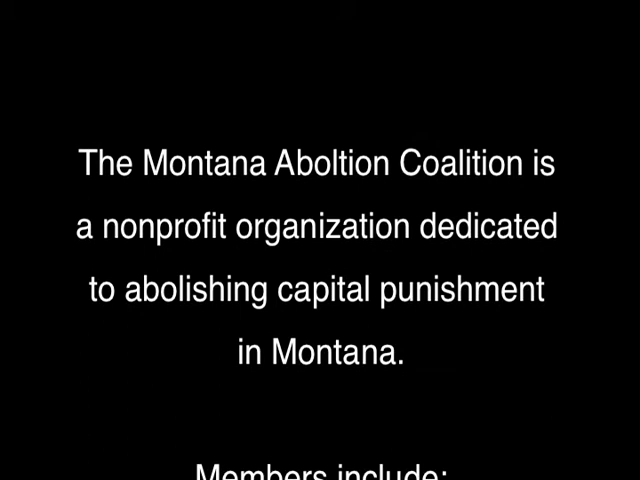 The Montana Aboltion Coalition is
a nonprofit organization dedicated
to abolishing capital punishment
in Montana.
Members include: